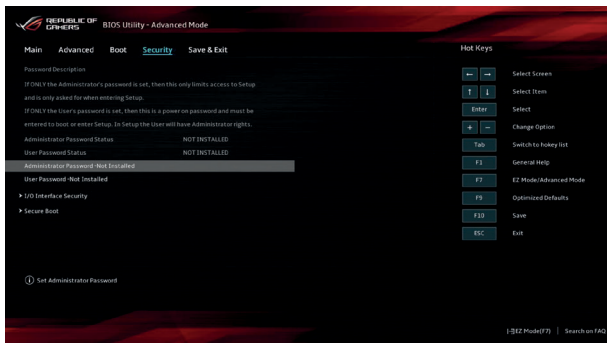 REPUBLIC OF
GAMERS
BIOS Utility - Advanced Mode
Main Advanced Boot Security Save & Exit
Hot Keys
Password Description
If ONLY the Administrator's password is set, then this only limits access to Setup
and is only asked for when entering Setup.
If ONLY the User's password is set, then this is a power on password and must be
entered to boot or enter Setup. In Setup the User will have Administrator rights.
Administrator Password Status NOT INSTALLED
User Password Status NOT INSTALLED
Administrator Password -Not Installed
User Password -Not Installed
I/O Interface Security
Secure Boot
← → Select Screen
↑ ↓ Select Item
Enter Select
+ − Change Option
Tab Switch to hokey list
F1 General Help
F7 EZ Mode/Advanced Mode
F9 Optimized Defaults
F10 Save
ESC Exit
Set Administrator Password
EZ Mode(F7) | Search on FAQ